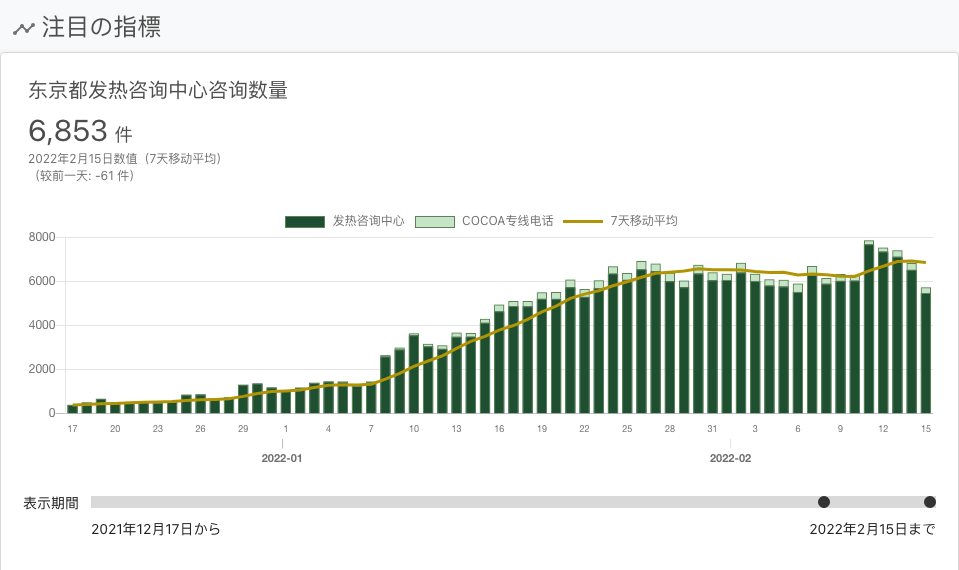 注目の指標
东京都发热咨询中心咨询数量
6,853 件
2022年2月15日数值（7天移动平均）
（较前一天: -61 件）
发热咨询中心 COCOA专线电话 7天移动平均
8000
6000
4000
2000
0
17 20 23 26 29 1 4 7 10 13 16 19 22 25 28 31 3 6 9 12 15
2022-01 2022-02
表示期間
2021年12月17日から 2022年2月15日まで